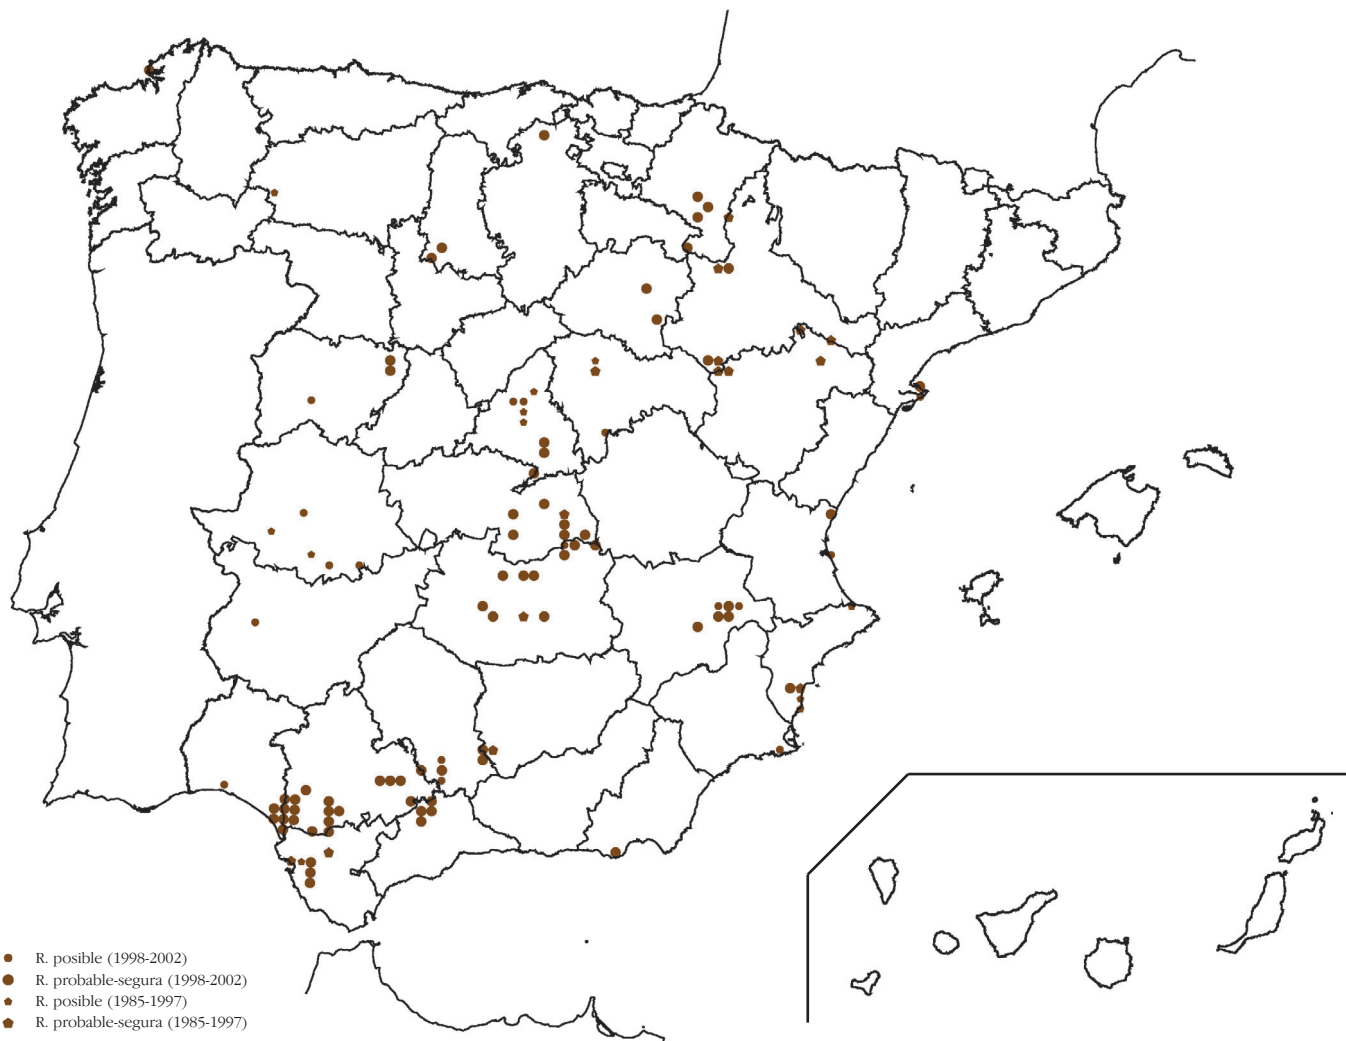 R. posible (1998-2002)
R. probable-segura (1998-2002)
R. posible (1985-1997)
R. probable-segura (1985-1997)